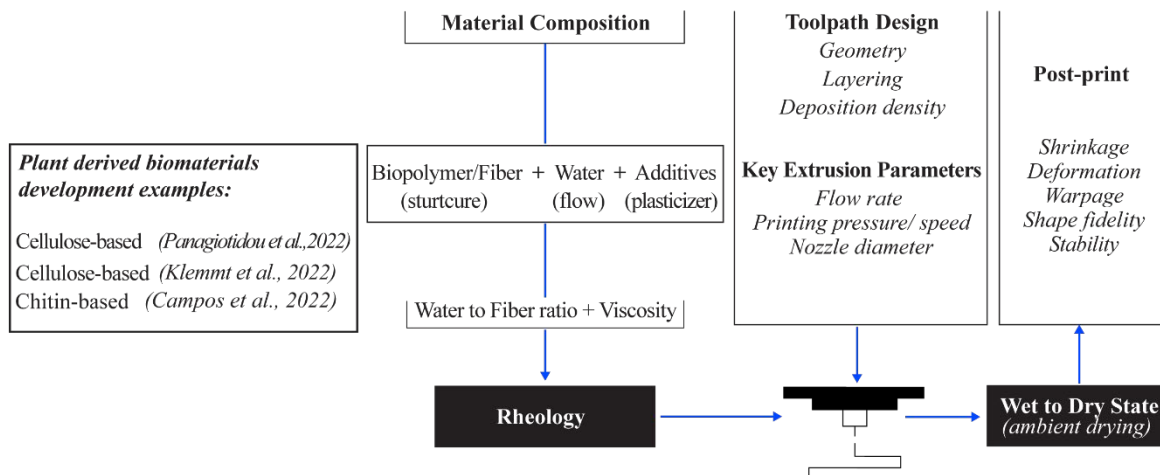 Material Composition
Biopolymer/Fiber + Water + Additives
(sturtcure) (flow) (plasticizer)
Water to Fiber ratio + Viscosity
Rheology
Plant derived biomaterials
development examples:
Cellulose-based (Panagiotidou et al.,2022)
Cellulose-based (Klemmt et al., 2022)
Chitin-based (Campos et al., 2022)
Toolpath Design
Geometry
Layering
Deposition density
Key Extrusion Parameters
Flow rate
Printing pressure/ speed
Nozzle diameter
Post-print
Shrinkage
Deformation
Warpage
Shape fidelity
Stability
Wet to Dry State
(ambient drying)